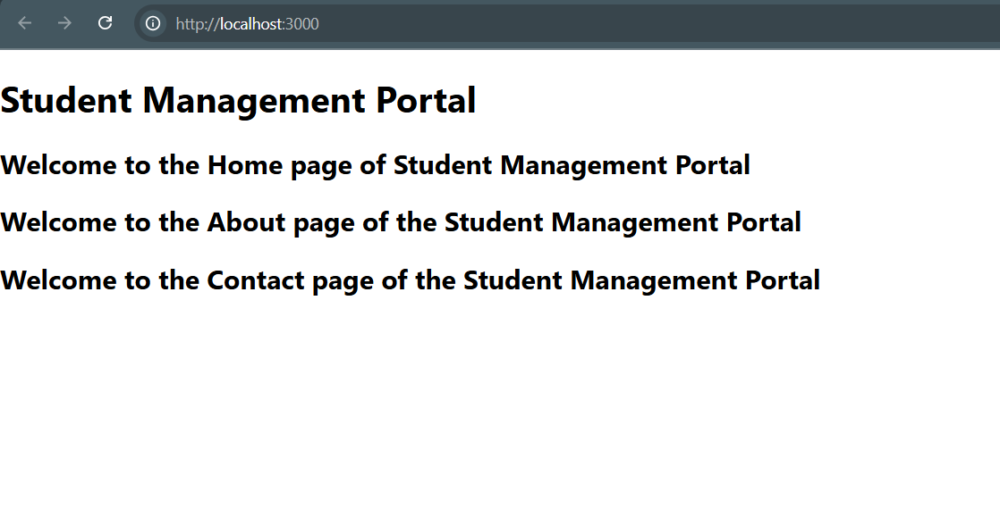 http://localhost:3000
Student Management Portal
Welcome to the Home page of Student Management Portal
Welcome to the About page of the Student Management Portal
Welcome to the Contact page of the Student Management Portal